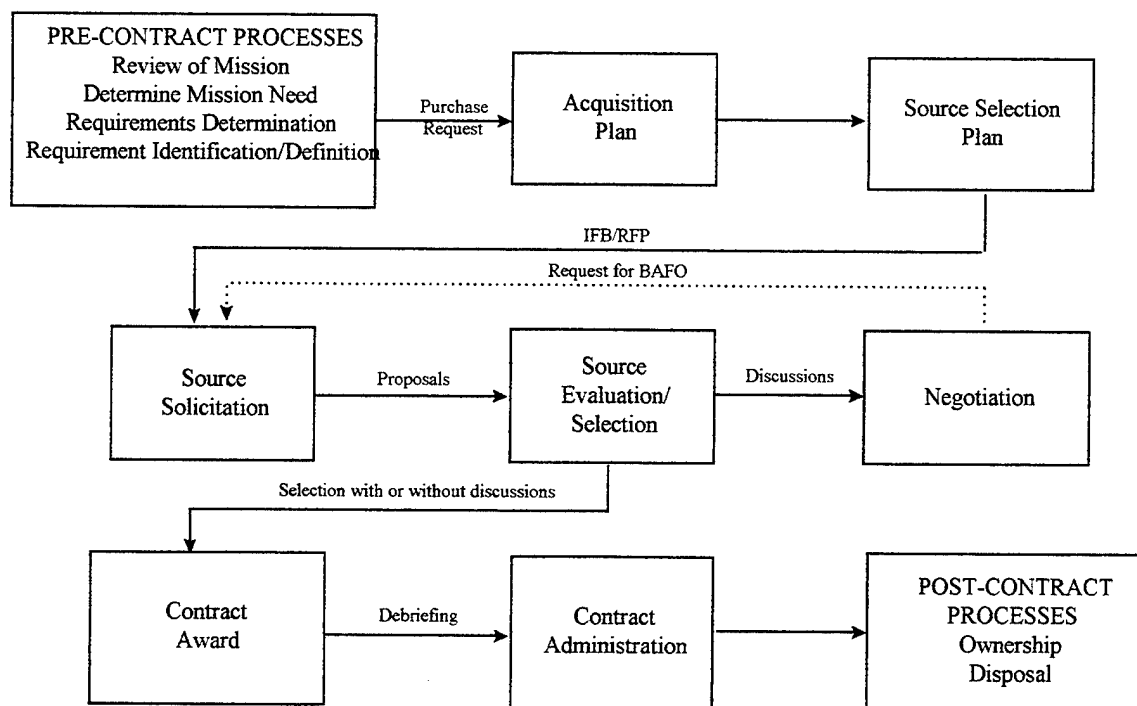 PRE-CONTRACT PROCESSES
Review of Mission
Determine Mission Need
Requirements Determination
Requirement Identification/Definition
Purchase
Request
Acquisition
Plan
Source Selection
Plan
IFB/RFP
Request for BAFO
Source
Solicitation
Proposals
Source
Evaluation/
Selection
Discussions
Negotiation
Selection with or without discussions
Contract
Award
Debriefing
Contract
Administration
POST-CONTRACT
PROCESSES
Ownership
Disposal